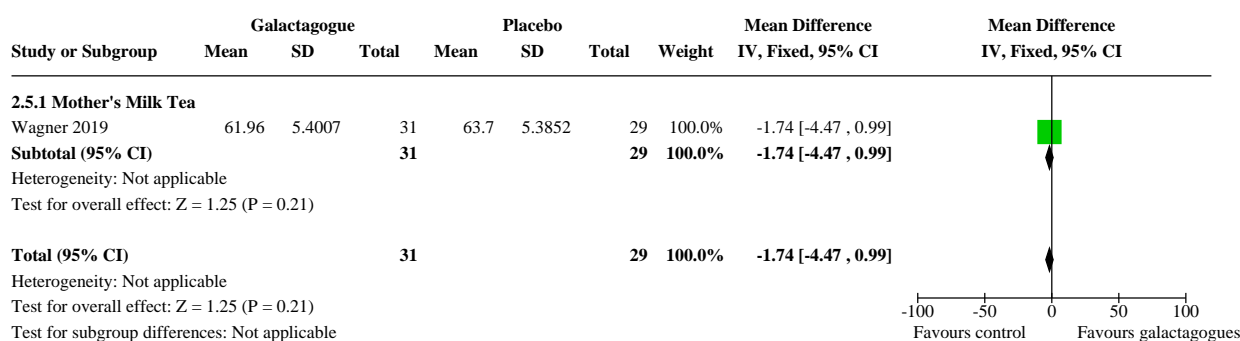 Galactagogue Placebo Mean Difference Mean Difference
Study or Subgroup Mean SD Total Mean SD Total Weight IV, Fixed, 95% CI IV, Fixed, 95% CI
2.5.1 Mother's Milk Tea
Wagner 2019 61.96 5.4007 31 63.7 5.3852 29 100.0% -1.74 [-4.47 , 0.99]
Subtotal (95% CI) 31 29 100.0% -1.74 [-4.47 , 0.99]
Heterogeneity: Not applicable
Test for overall effect: Z = 1.25 (P = 0.21)
Total (95% CI) 31 29 100.0% -1.74 [-4.47 , 0.99]
Heterogeneity: Not applicable
Test for overall effect: Z = 1.25 (P = 0.21)
Test for subgroup differences: Not applicable
-100 -50 0 50 100
Favours control Favours galactagogues